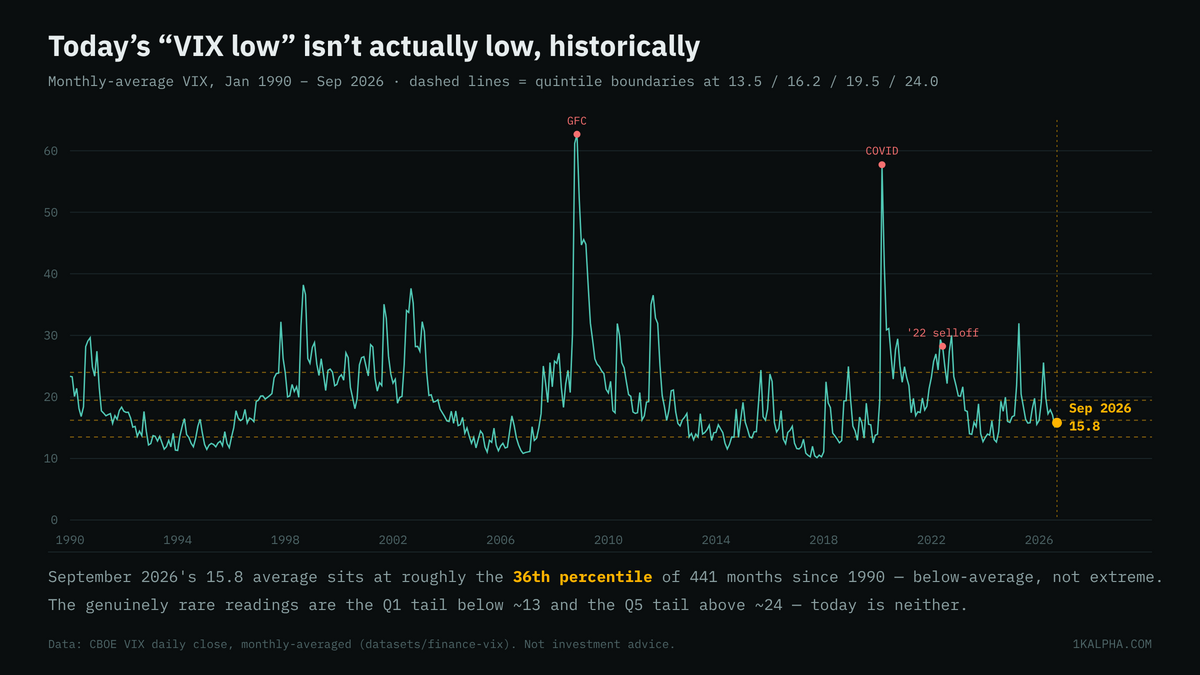 Today’s “VIX low” isn’t actually low, historically
Monthly-average VIX, Jan 1990 – Sep 2026 · dashed lines = quintile boundaries at 13.5 / 16.2 / 19.5 / 24.0
GFC
COVID
'22 selloff
60
50
40
30
20
10
0
Sep 2026
15.8
1990 1994 1998 2002 2006 2010 2014 2018 2022 2026
September 2026's 15.8 average sits at roughly the 36th percentile of 441 months since 1990 — below-average, not extreme.
The genuinely rare readings are the Q1 tail below ~13 and the Q5 tail above ~24 — today is neither.
Data: CBOE VIX daily close, monthly-averaged (datasets/finance-vix). Not investment advice.
1KALPHA.COM